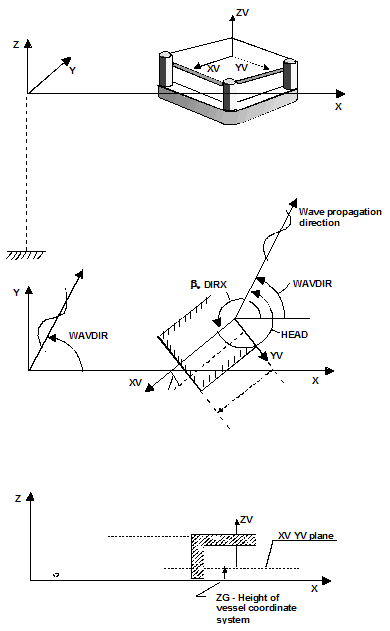 ZV
Z
Y
XV
YV
X
Wave propagation
direction
Y
WAVDIR
β, DIRX
WAVDIR
HEAD
YV
XV
X
Z
ZV
XV YV plane
X
ZG - Height of
vessel coordinate
system